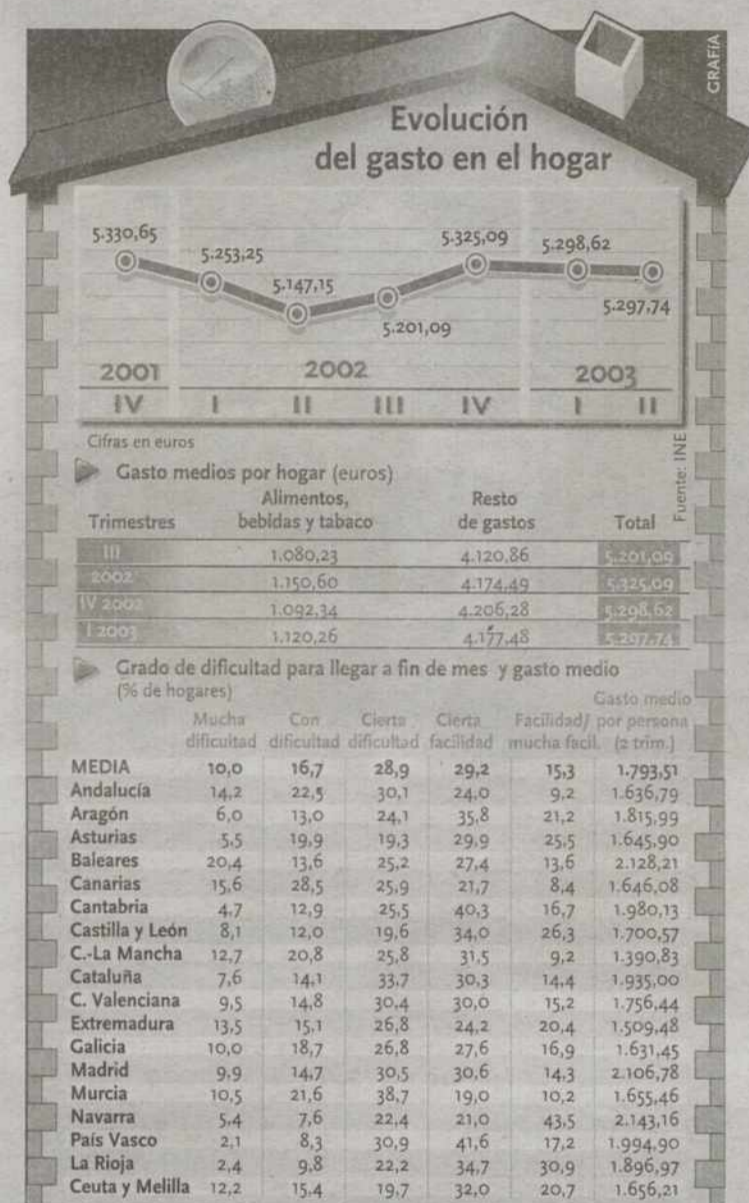 GRAFíA
Evolución
del gasto en el hogar
5.330,65
5.253,25
5.147,15
5.201,09
5.325,09
5.298,62
5.297,74
2001 2002 2003
IV I II III IV I II
Cifras en euros
Fuente: INE
Gasto medios por hogar (euros)
Alimentos, Resto
Trimestres bebidas y tabaco de gastos Total
III 1.080,23 4.120,86 5.201,09
2002 1.150,60 4.174,49 5.325,09
IV 2002 1.092,34 4.206,28 5.298,62
I 2003 1.120,26 4.177,48 5.297,74
Grado de dificultad para llegar a fin de mes y gasto medio
(% de hogares)
Gasto medio
Mucha Con Cierta Cierta Facilidad/ por persona
dificultad dificultad dificultad facilidad mucha facil. (2 trim.)
MEDIA 10,0 16,7 28,9 29,2 15,3 1.793,51
Andalucía 14,2 22,5 30,1 24,0 9,2 1.636,79
Aragón 6,0 13,0 24,1 35,8 21,2 1.815,99
Asturias 5,5 19,9 19,3 29,9 25,5 1.645,90
Baleares 20,4 13,6 25,2 27,4 13,6 2.128,21
Canarias 15,6 28,5 25,9 21,7 8,4 1.646,08
Cantabria 4,7 12,9 25,5 40,3 16,7 1.980,13
Castilla y León 8,1 12,0 19,6 34,0 26,3 1.700,57
C.-La Mancha 12,7 20,8 25,8 31,5 9,2 1.390,83
Cataluña 7,6 14,1 33,7 30,3 14,4 1.935,00
C. Valenciana 9,5 14,8 30,4 30,0 15,2 1.756,44
Extremadura 13,5 15,1 26,8 24,2 20,4 1.509,48
Galicia 10,0 18,7 26,8 27,6 16,9 1.631,45
Madrid 9,9 14,7 30,5 30,6 14,3 2.106,78
Murcia 10,5 21,6 38,7 19,0 10,2 1.655,46
Navarra 5,4 7,6 22,4 21,0 43,5 2.143,16
País Vasco 2,1 8,3 30,9 41,6 17,2 1.994,90
La Rioja 2,4 9,8 22,2 34,7 30,9 1.896,97
Ceuta y Melilla 12,2 15,4 19,7 32,0 20,7 1.656,21